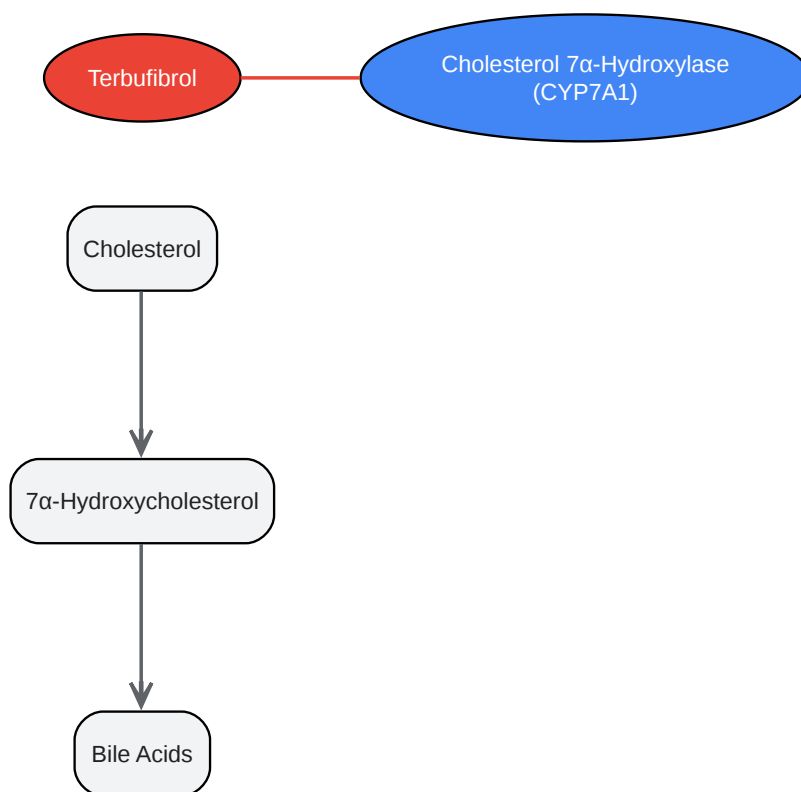 Terbufibrol
Cholesterol 7α-Hydroxylase
(CYP7A1)
Cholesterol
7α-Hydroxycholesterol
Bile Acids